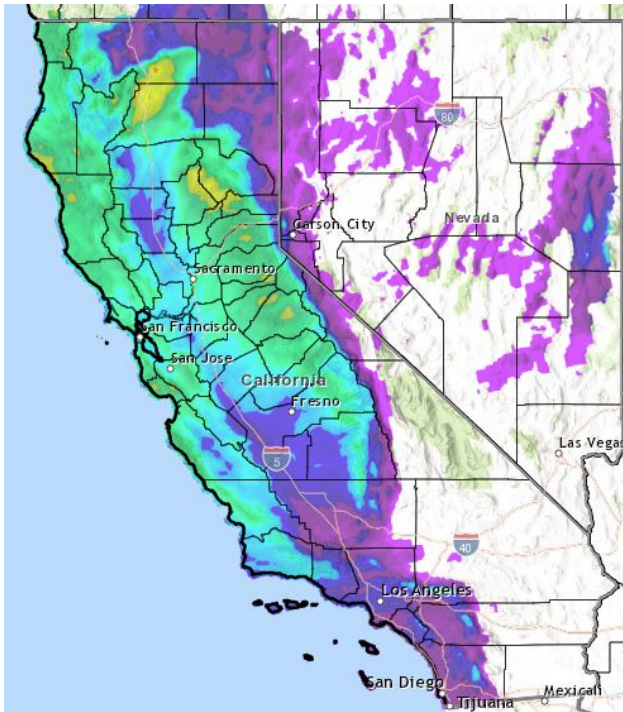 80
Nevada
Carson City
Sacramento
San Francisco
San Jose
California
Fresno
5
Las Vegas
40
Los Angeles
San Diego
Mexicali
Tijuana